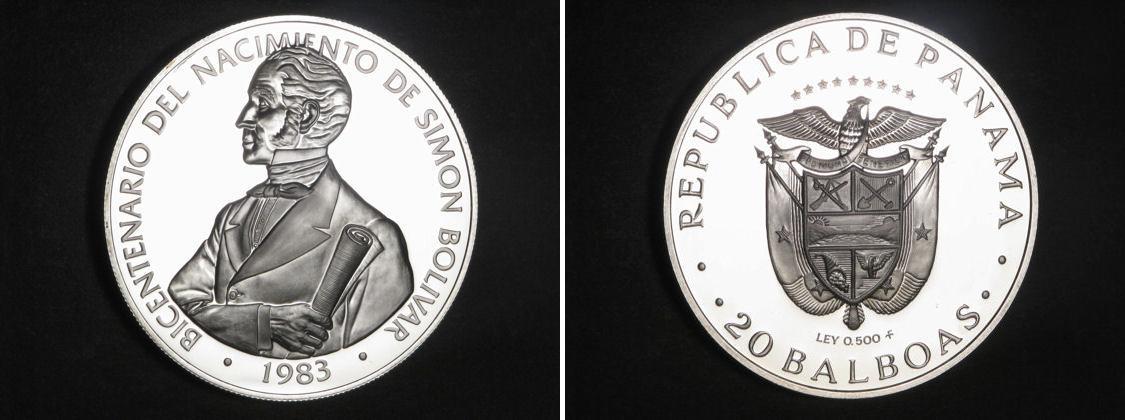 BICENTENARIO DEL NACIMIENTO DE SIMON BOLIVAR
1983
REPUBLICA DE PANAMA
LEY 0.500
20 BALBOAS